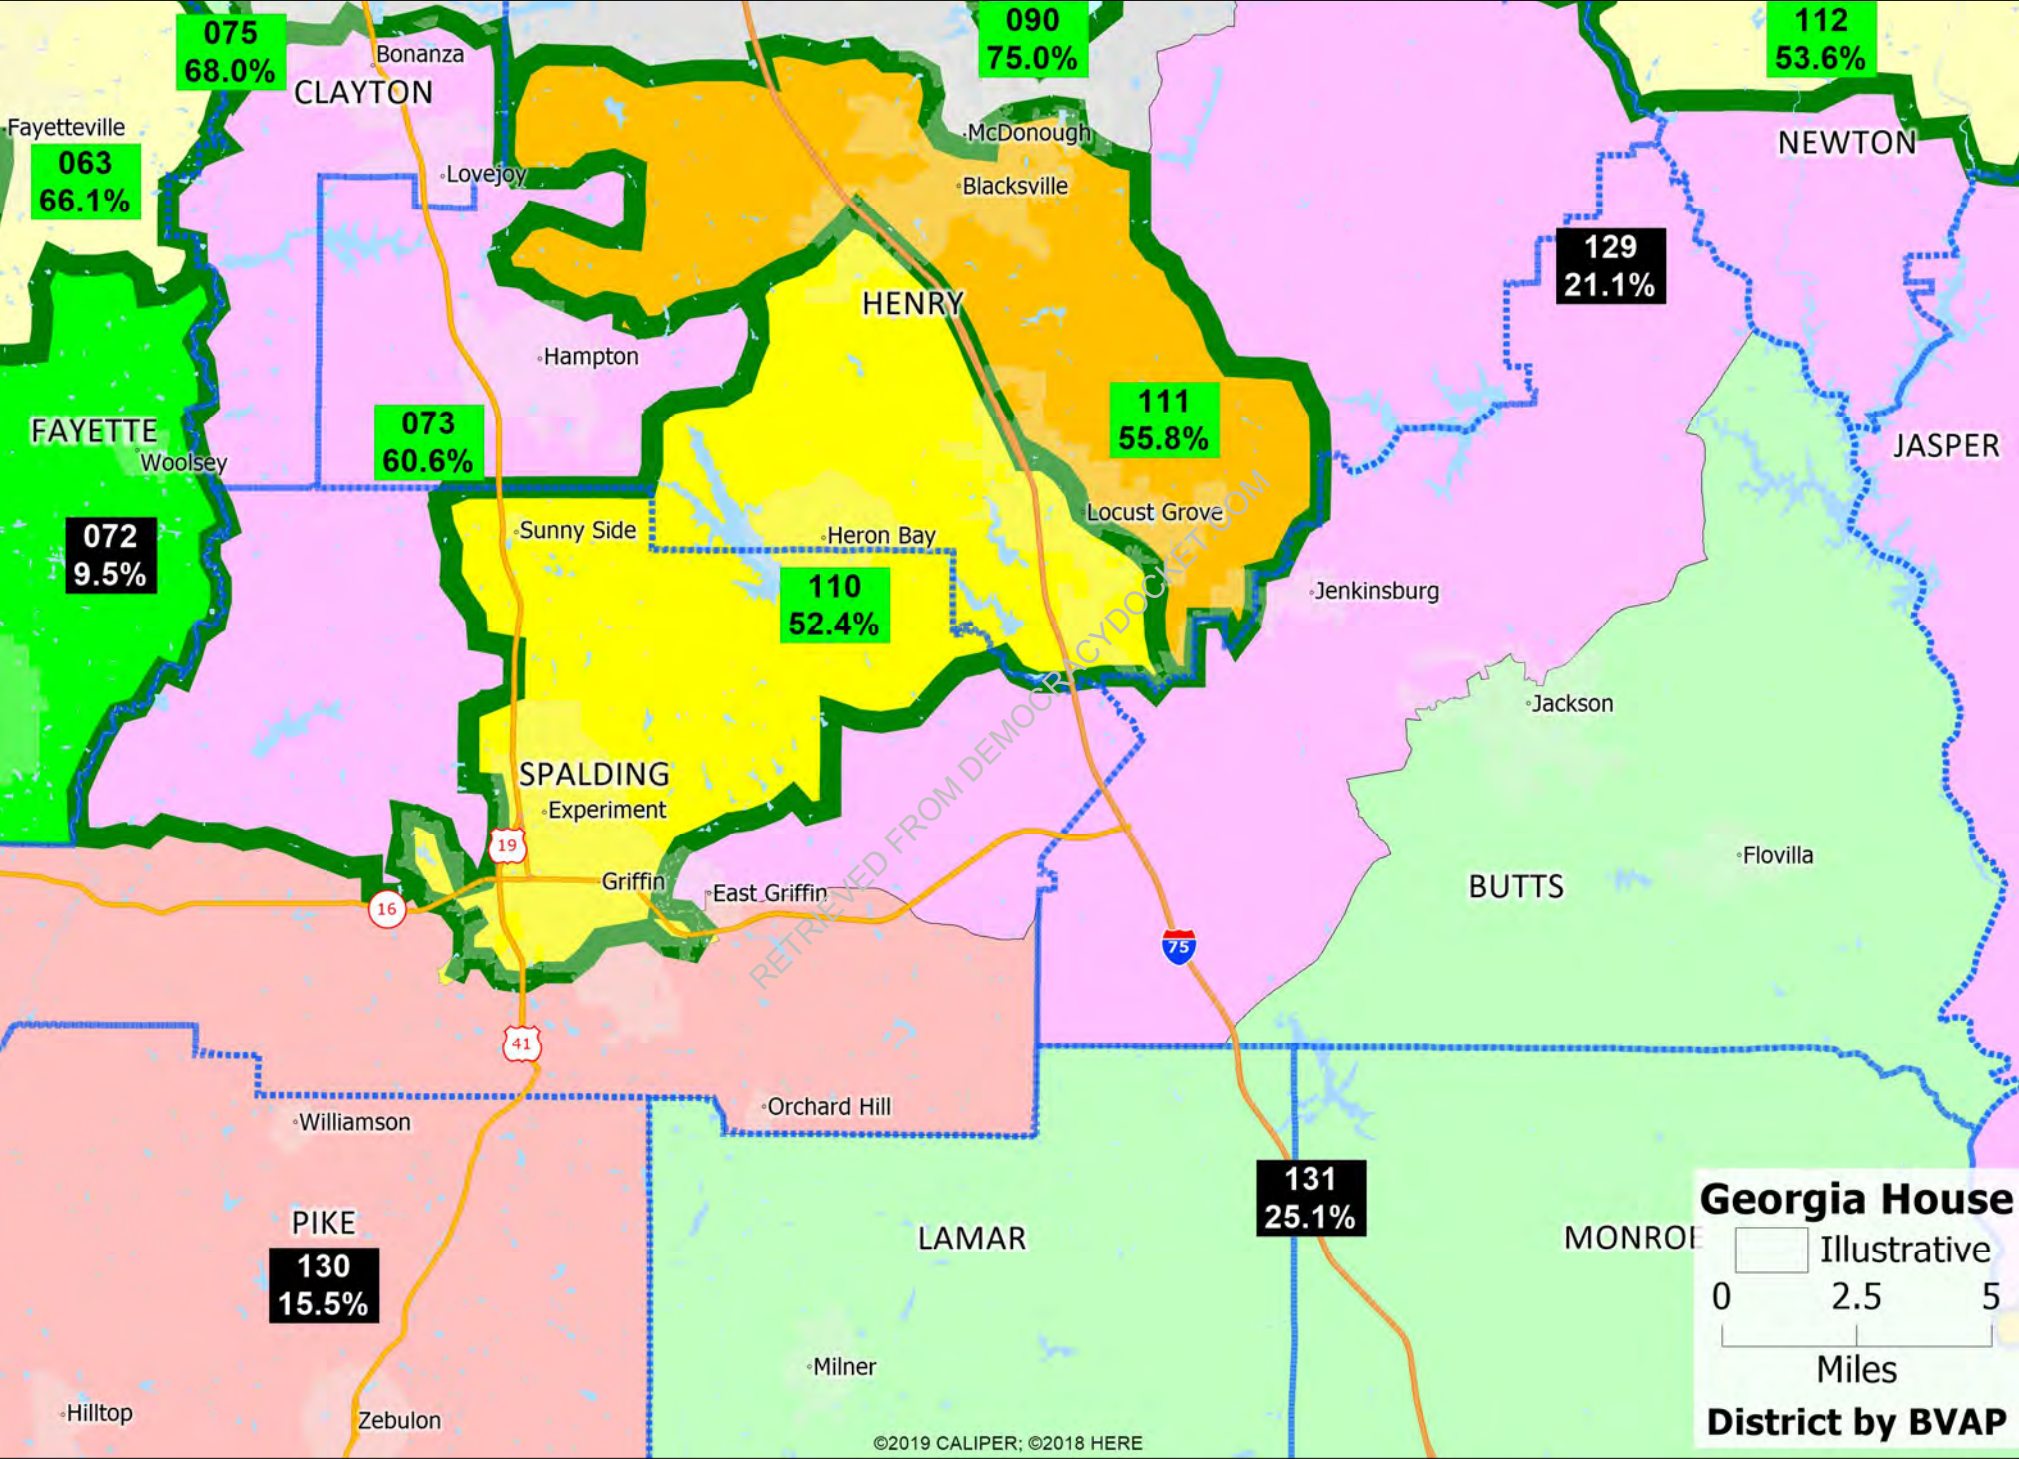 075
68.0%
090
75.0%
112
53.6%
Bonanza
CLAYTON
Fayetteville
063
66.1%
McDonough
NEWTON
Lovejoy
Blacksville
129
21.1%
HENRY
Hampton
073
60.6%
111
55.8%
FAYETTE
Woolsey
JASPER
072
9.5%
Sunny Side
Heron Bay
Locust Grove
110
52.4%
Jenkinsburg
Jackson
SPALDING
Experiment
19
Griffin
East Griffin
16
Flovilla
BUTTS
75
RETRIEVED FROM DEMOCRACYDOCKET.COM
41
Orchard Hill
Williamson
PIKE
130
15.5%
LAMAR
131
25.1%
MONROE
Milner
Hilltop
Zebulon
Georgia House
Illustrative
0 2.5 5
Miles
District by BVAP
©2019 CALIPER; ©2018 HERE